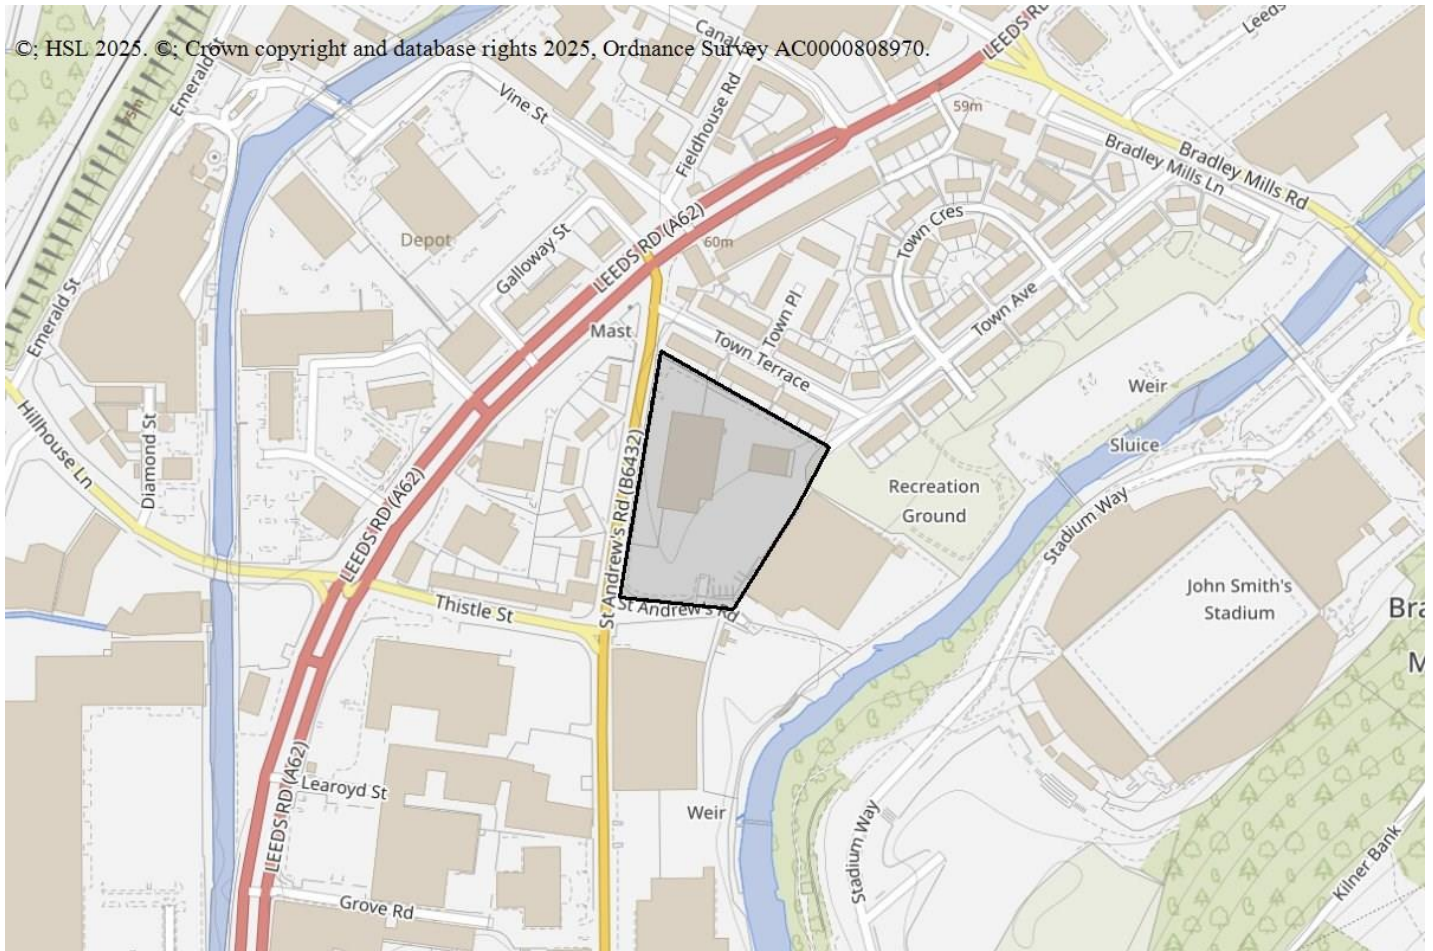 ©; HSL 2025. ©; Crown copyright and database rights 2025, Ordnance Survey AC0000808970.
Canal
LEEDS RD
Leeds
Emerald St
75m
Vine St
Fieldhouse Rd
59m
Bradley Mills Rd
Bradley Mills Ln
Depot
LEEDS RD (A62)
60m
Town Cres
Galloway St
Emerald St
Mast
Town Pl
Town Ave
Town Terrace
Weir
Hillhouse Ln
Diamond St
St Andrew's Rd (B6432)
Sluice
LEEDS RD (A62)
Recreation
Ground
Stadium Way
Thistle St
St Andrew's Rd
John Smith's
Stadium
Bra
M
LEEDS RD (A62)
Learoyd St
Weir
Stadium Way
Kilner Bank
Grove Rd